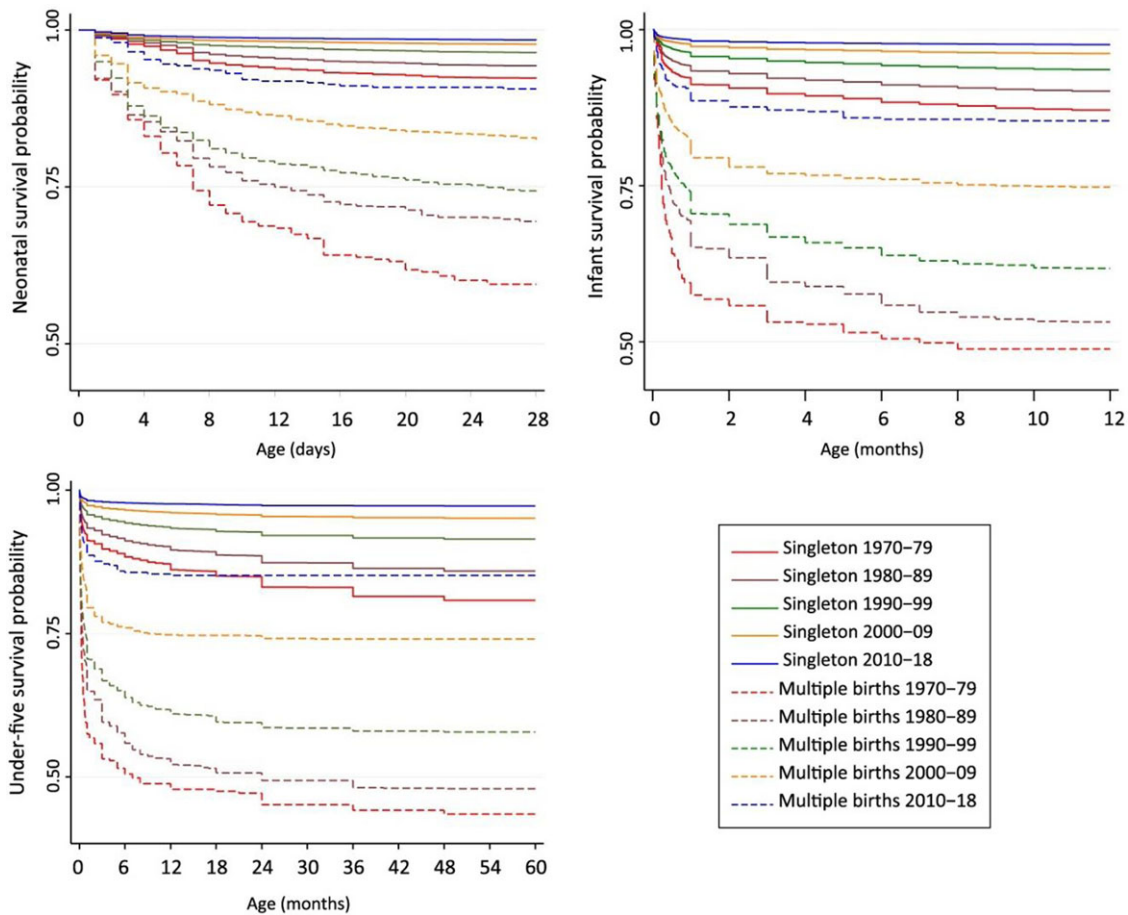 Neonatal survival probability
1.00
0.75
0.50
0 4 8 12 16 20 24 28
Age (days)
Infant survival probability
1.00
0.75
0.50
0 2 4 6 8 10 12
Age (months)
Under-five survival probability
1.00
0.75
0.50
0 6 12 18 24 30 36 42 48 54 60
Age (months)
Singleton 1970–79
Singleton 1980–89
Singleton 1990–99
Singleton 2000–09
Singleton 2010–18
Multiple births 1970–79
Multiple births 1980–89
Multiple births 1990–99
Multiple births 2000–09
Multiple births 2010–18